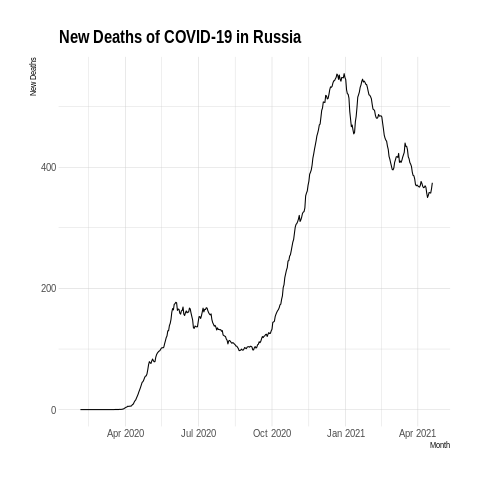 New Deaths of COVID-19 in Russia
New Deaths
400
200
0
Apr 2020 Jul 2020 Oct 2020 Jan 2021 Apr 2021
Month